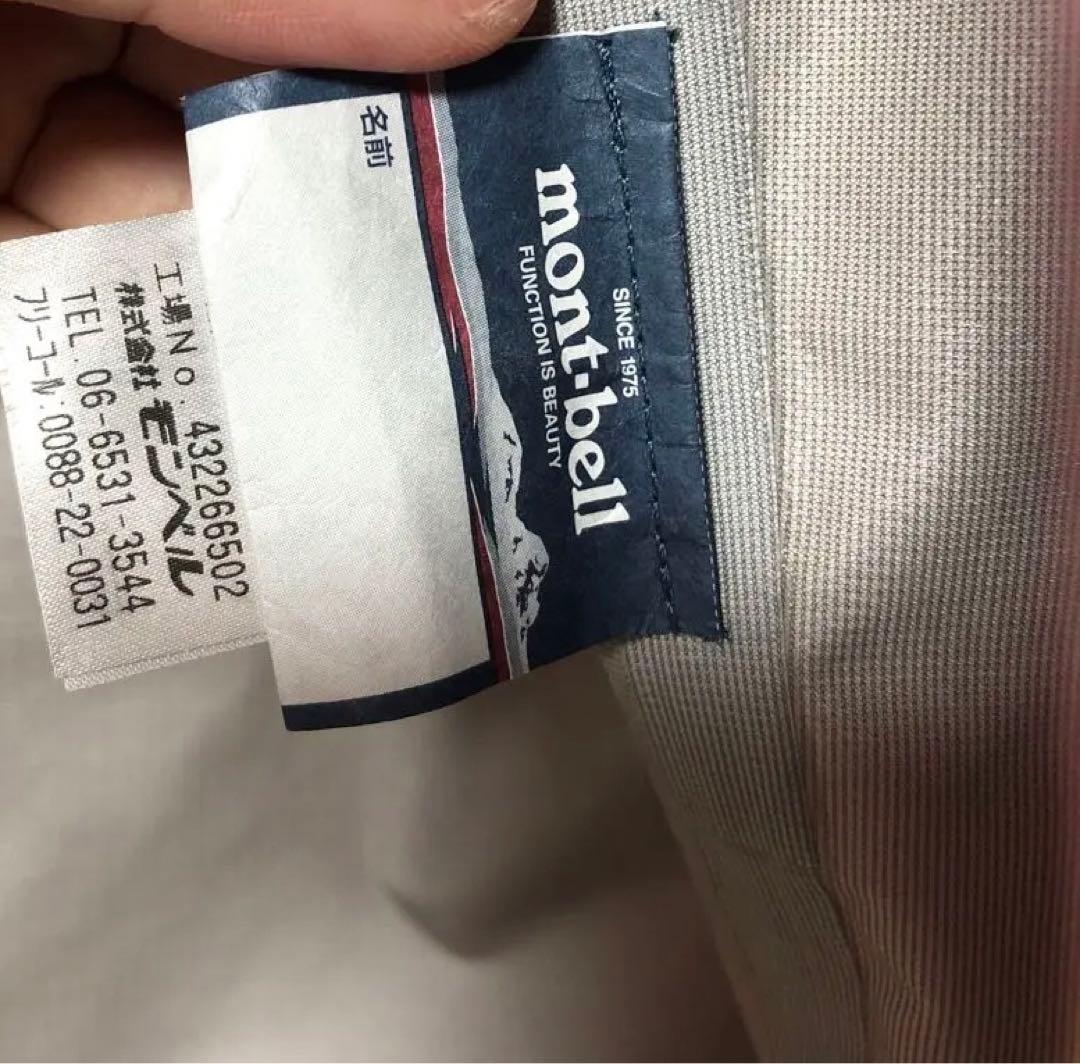 SINCE 1975
mont-bell
FUNCTION IS BEAUTY
名前
工場No. 432266502
株式会社 モンベル
TEL.06-6531-3544
フリーコール:0088-22-0031